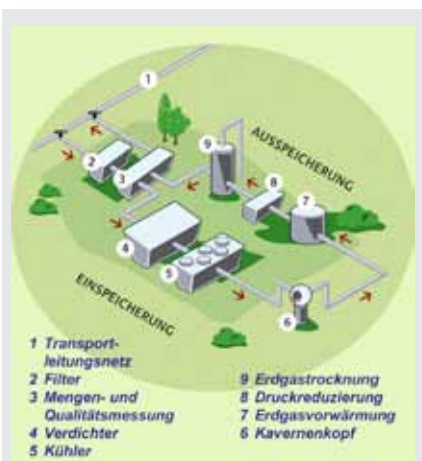 1
2
3
9
AUSSPEICHERUNG
8
7
4
5
EINSPEICHERUNG
6
1 Transport-
leitungsnetz
2 Filter
3 Mengen- und
Qualitätsmessung
4 Verdichter
5 Kühler
9 Erdgastrocknung
8 Druckreduzierung
7 Erdgasvorwärmung
6 Kavernenkopf